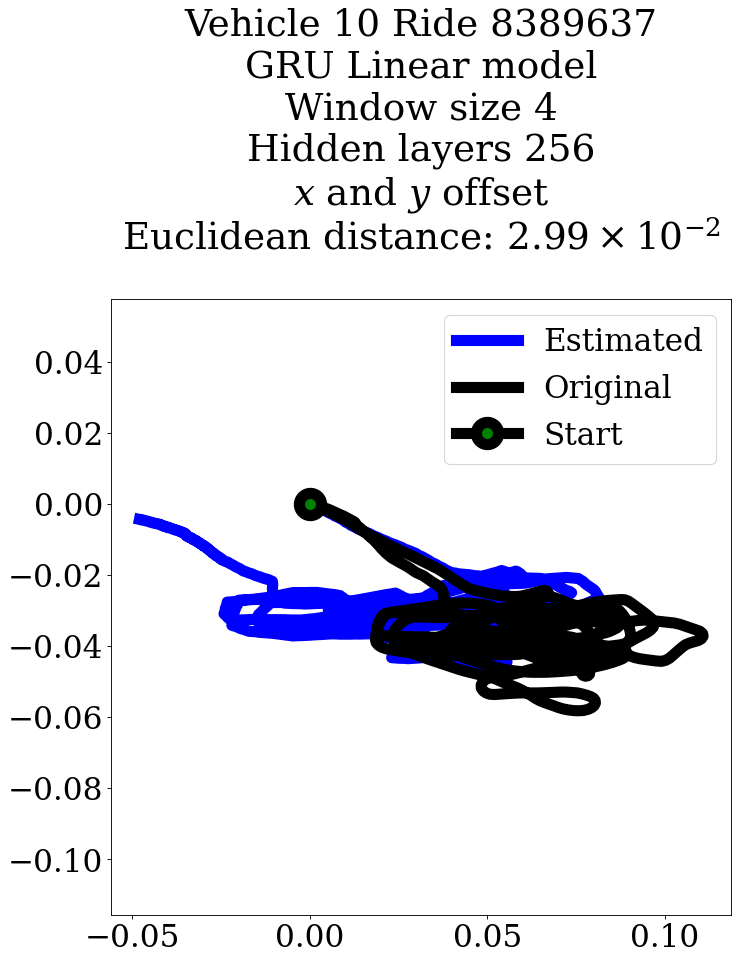 Vehicle 10 Ride 8389637
GRU Linear model
Window size 4
Hidden layers 256
x and y offset
Euclidean distance: 2.99 × 10⁻²
Estimated
Original
Start
0.04
0.02
0.00
−0.02
−0.04
−0.06
−0.08
−0.10
−0.05 0.00 0.05 0.10